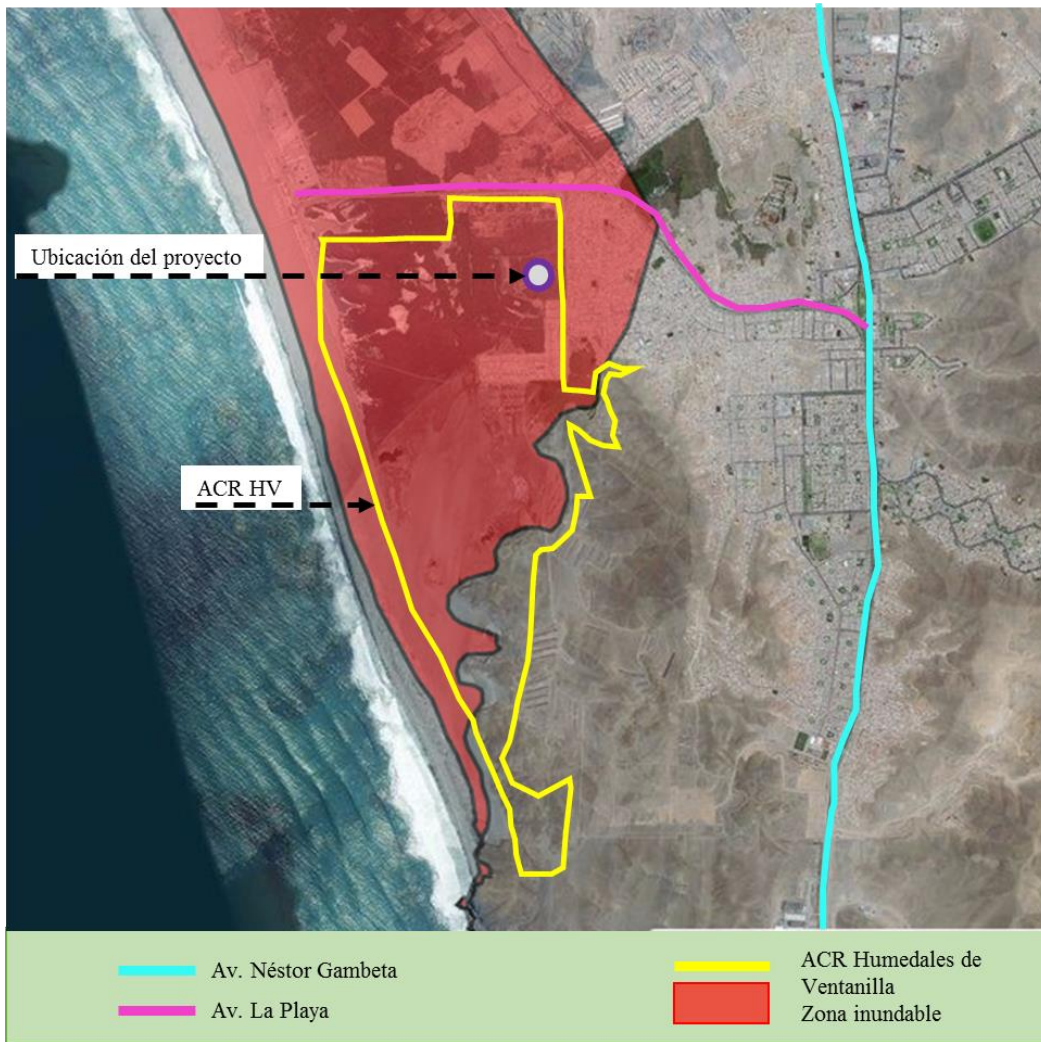 Ubicación del proyecto
ACR HV
Av. Néstor Gambeta
Av. La Playa
ACR Humedales de
Ventanilla
Zona inundable